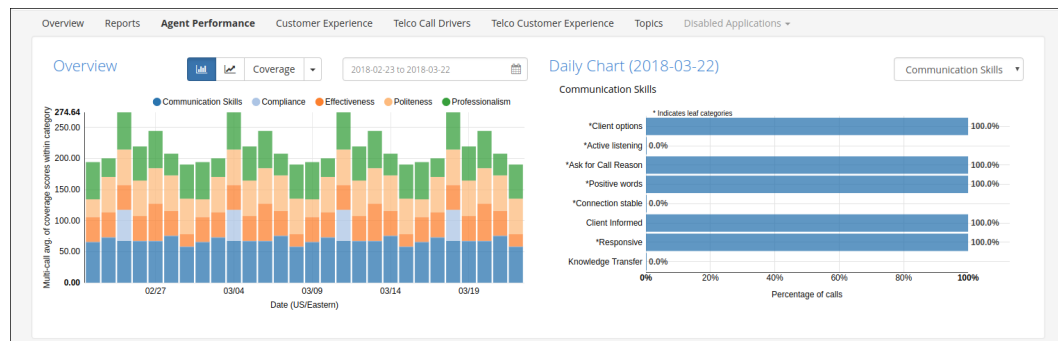 Overview Reports Agent Performance Customer Experience Telco Call Drivers Telco Customer Experience Topics Disabled Applications
Overview
Coverage
2018-02-23 to 2018-03-22
Communication Skills Compliance Effectiveness Politeness Professionalism
Multi-call avg. of coverage scores within category
274.64
250.00
200.00
150.00
100.00
50.00
0.00
02/27 03/04 03/09 03/14 03/19
Date (US/Eastern)
Daily Chart (2018-03-22)
Communication Skills
Communication Skills
* Indicates leaf categories
*Client options 100.0%
*Active listening 0.0%
*Ask for Call Reason 100.0%
*Positive words 100.0%
*Connection stable 0.0%
Client Informed 100.0%
*Responsive 100.0%
Knowledge Transfer 0.0%
0% 20% 40% 60% 80% 100%
Percentage of calls